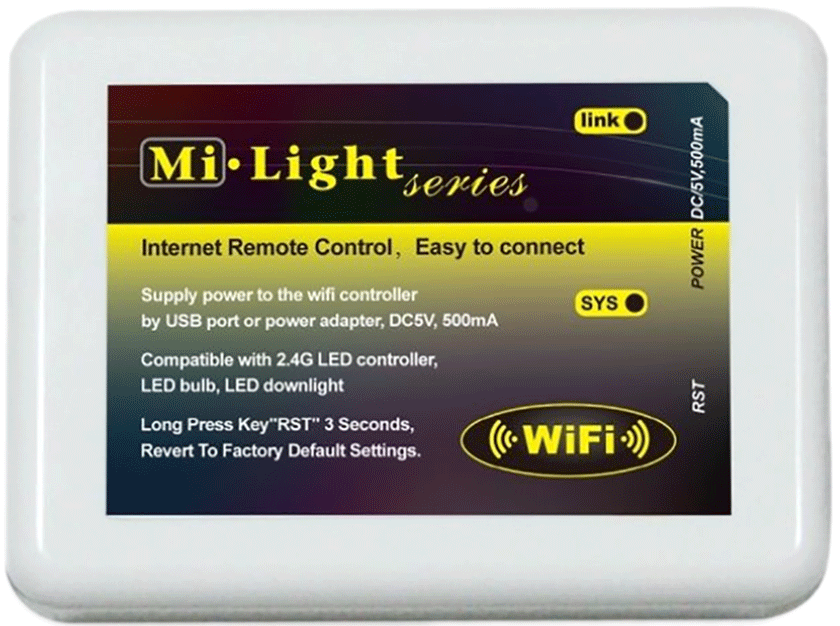 link
Mi·Light series
POWER DC/5V,500mA
Internet Remote Control, Easy to connect
Supply power to the wifi controller
by USB port or power adapter, DC5V, 500mA
SYS
Compatible with 2.4G LED controller,
LED bulb, LED downlight
RST
Long Press Key"RST" 3 Seconds,
Revert To Factory Default Settings.
WiFi